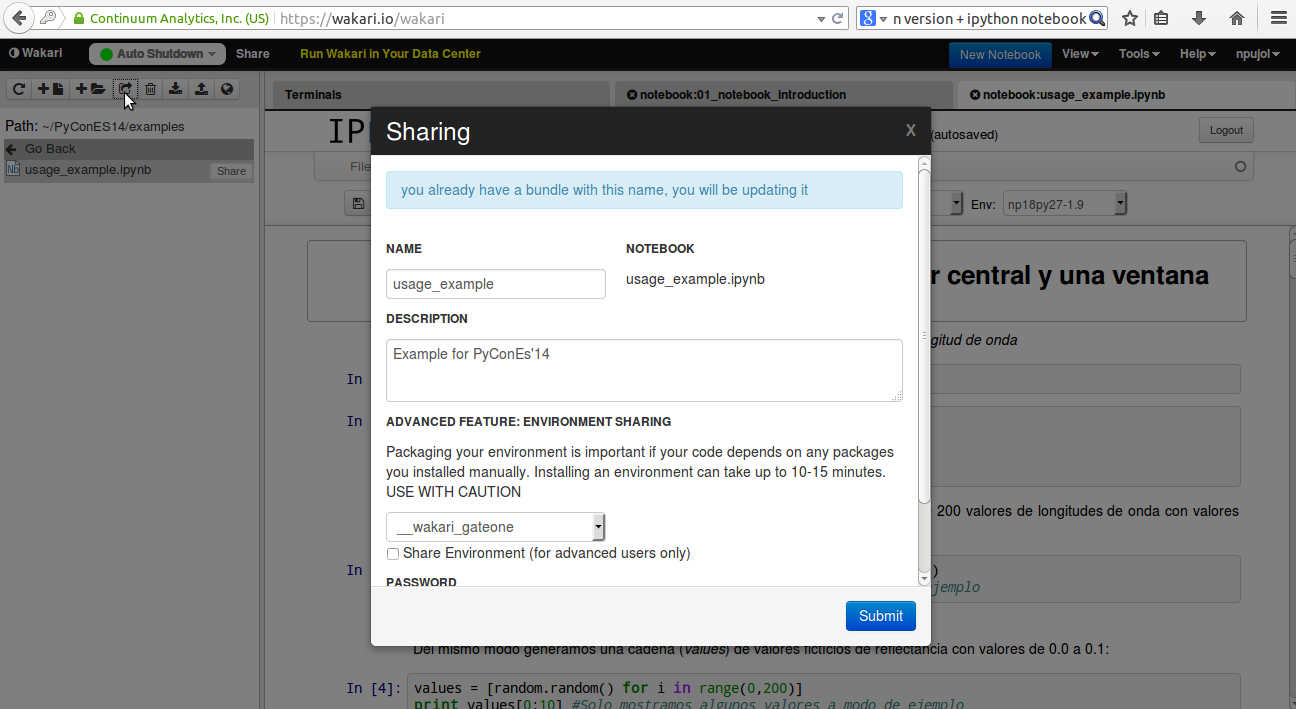 Continuum Analytics, Inc. (US) https://wakari.io/wakari n version + ipython notebook
Wakari Auto Shutdown Share Run Wakari in Your Data Center New Notebook View Tools Help npujol
Terminals notebook:01_notebook_introduction notebook:usage_example.ipynb
Path: ~/PyConES14/examples
Go Back
usage_example.ipynb Share
IP (autosaved) Logout
File
Env: np18py27-1.9
Sharing X
you already have a bundle with this name, you will be updating it
NAME NOTEBOOK
usage_example usage_example.ipynb
DESCRIPTION
Example for PyConEs'14
ADVANCED FEATURE: ENVIRONMENT SHARING
Packaging your environment is important if your code depends on any packages
you installed manually. Installing an environment can take up to 10-15 minutes.
USE WITH CAUTION
__wakari_gateone
Share Environment (for advanced users only)
PASSWORD
Submit
r central y una ventana
gitud de onda
In
In
200 valores de longitudes de onda con valores
In )
jemplo
Del mismo modo generamos una cadena (values) de valores ficticios de reflectancia con valores de 0.0 a 0.1:
In [4]: values = [random.random() for i in range(0,200)]
print values[0:10] #Solo mostramos algunos valores a modo de ejemplo